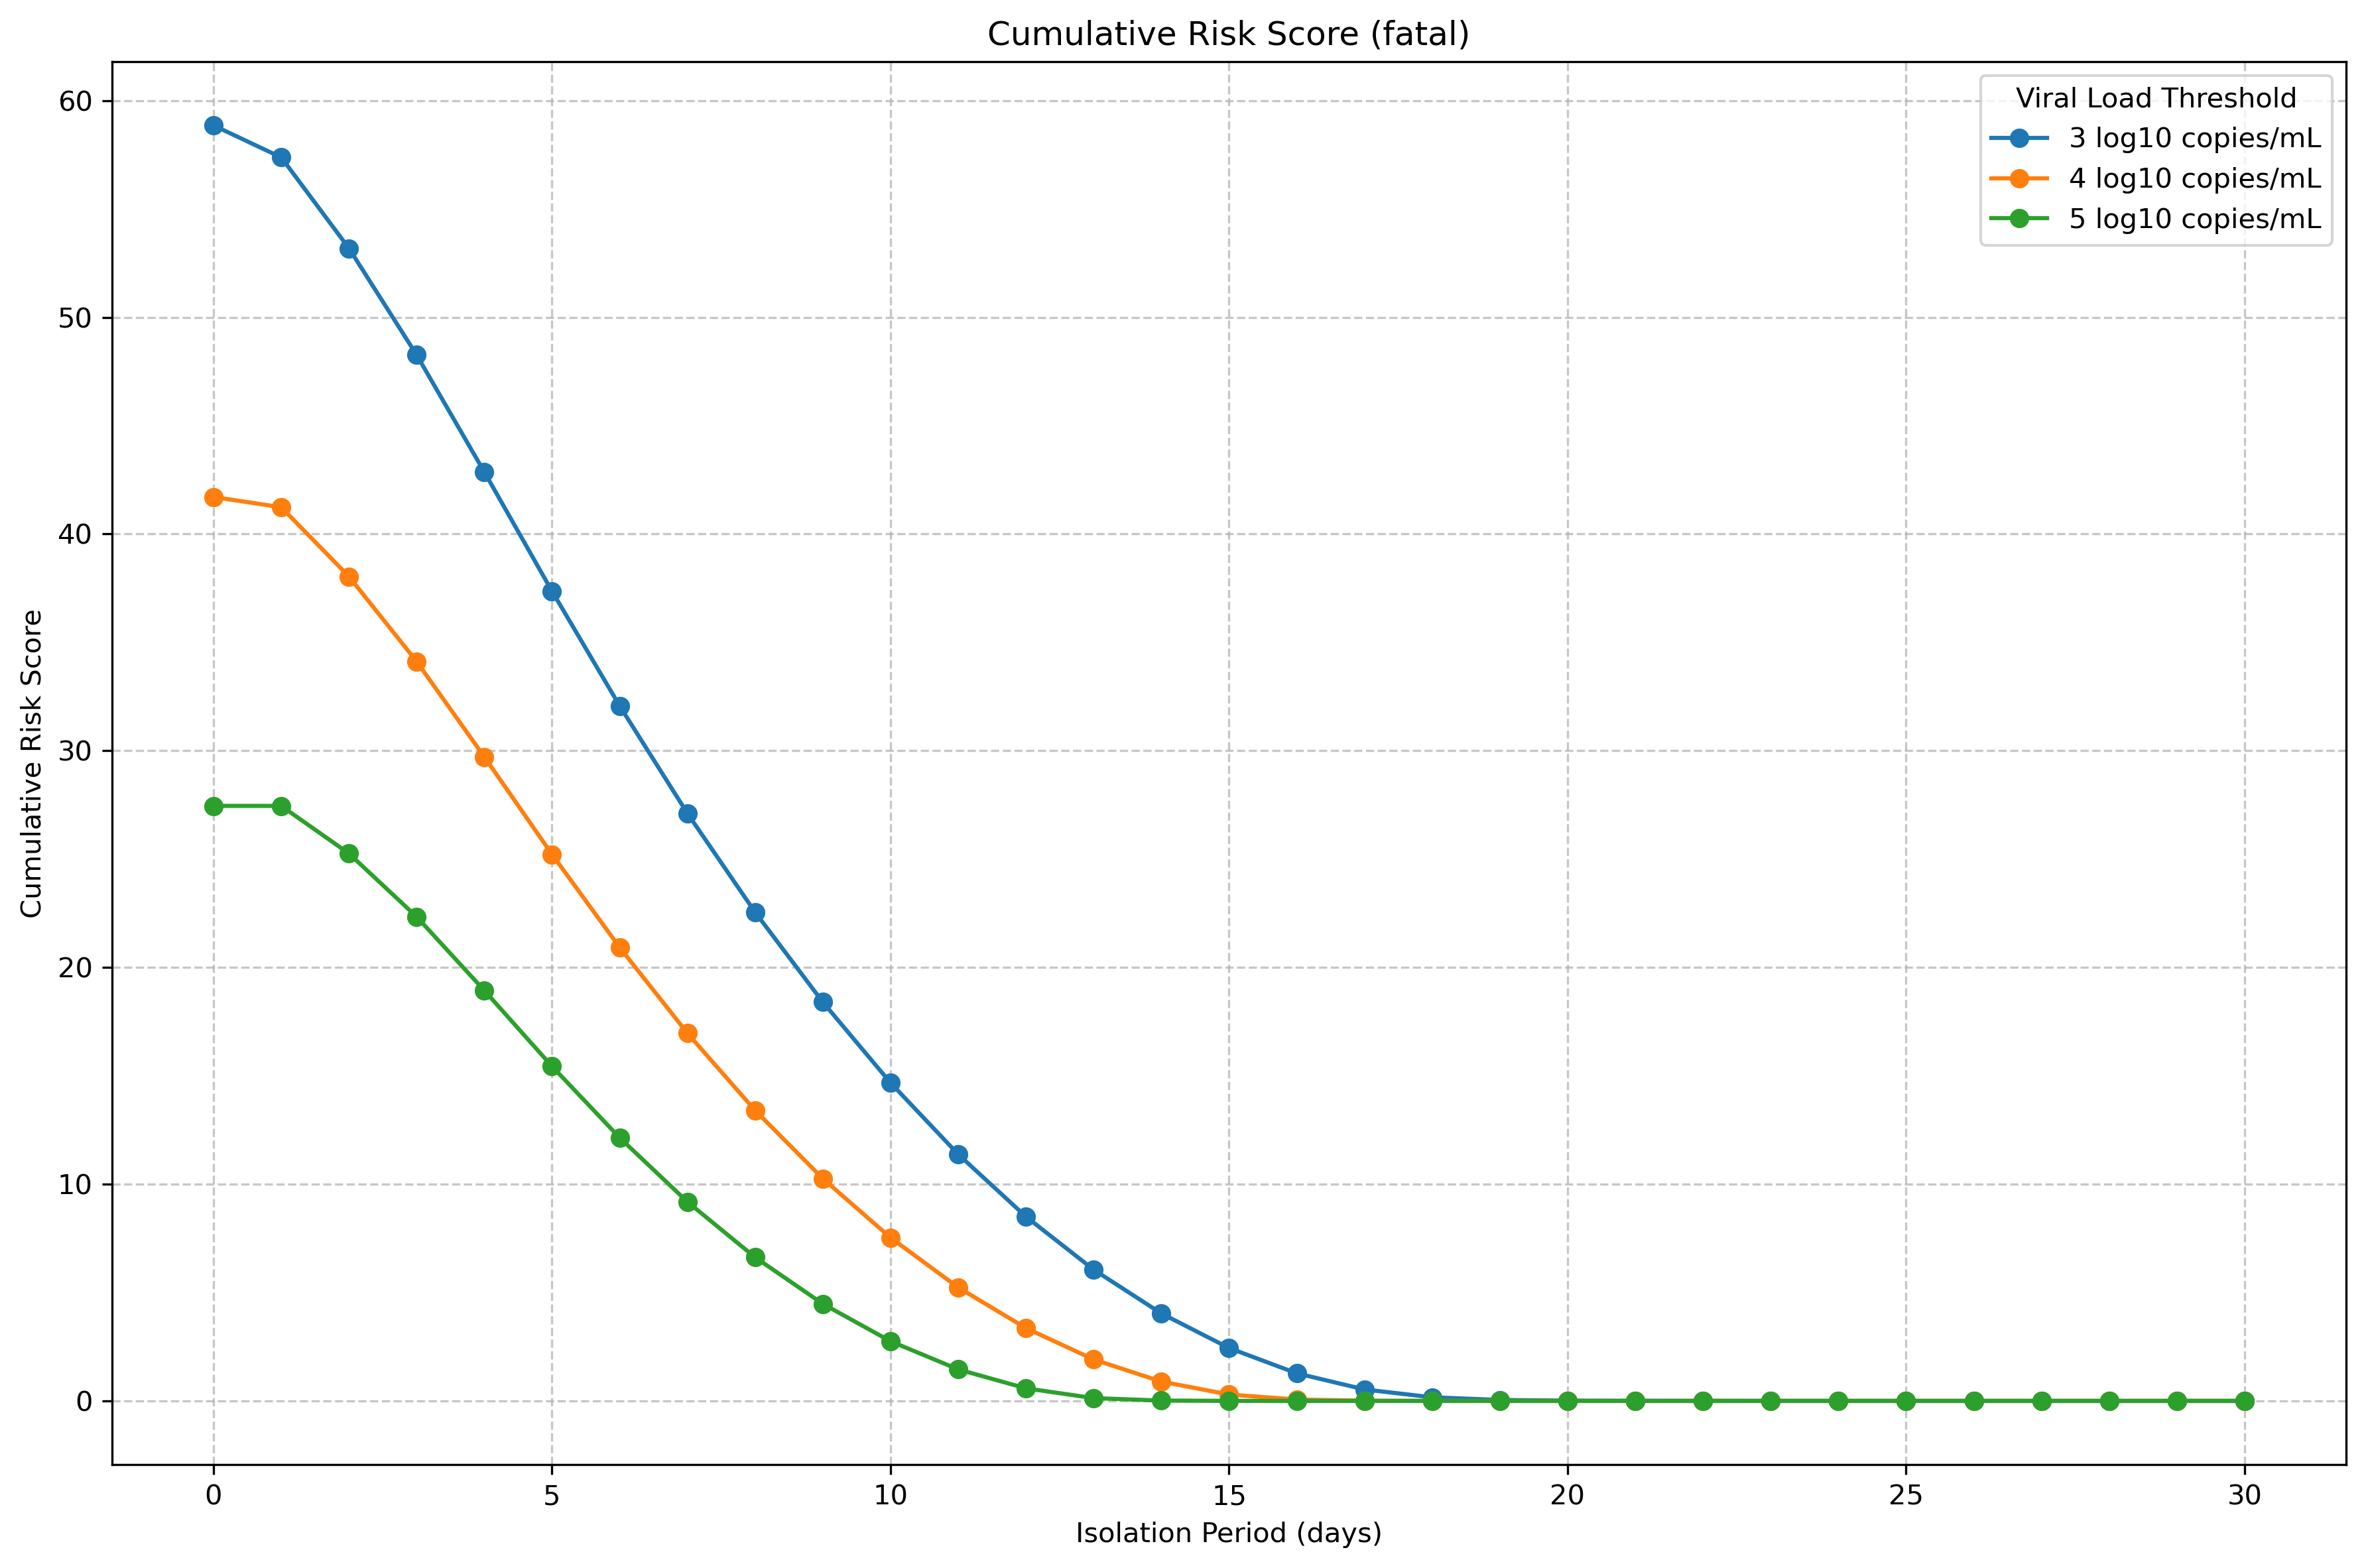 Cumulative Risk Score (fatal)
Viral Load Threshold
3 log10 copies/mL
4 log10 copies/mL
5 log10 copies/mL
Cumulative Risk Score
60
50
40
30
20
10
0
0 5 10 15 20 25 30
Isolation Period (days)